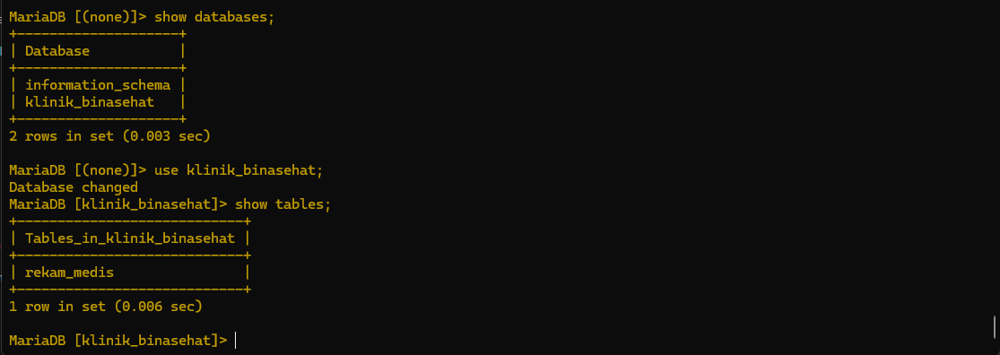 MariaDB [(none)]> show databases;
+--------------------+
| Database           |
+--------------------+
| information_schema |
| klinik_binasehat   |
+--------------------+
2 rows in set (0.003 sec)
MariaDB [(none)]> use klinik_binasehat;
Database changed
MariaDB [klinik_binasehat]> show tables;
+----------------------------+
| Tables_in_klinik_binasehat |
+----------------------------+
| rekam_medis                |
+----------------------------+
1 row in set (0.006 sec)
MariaDB [klinik_binasehat]>